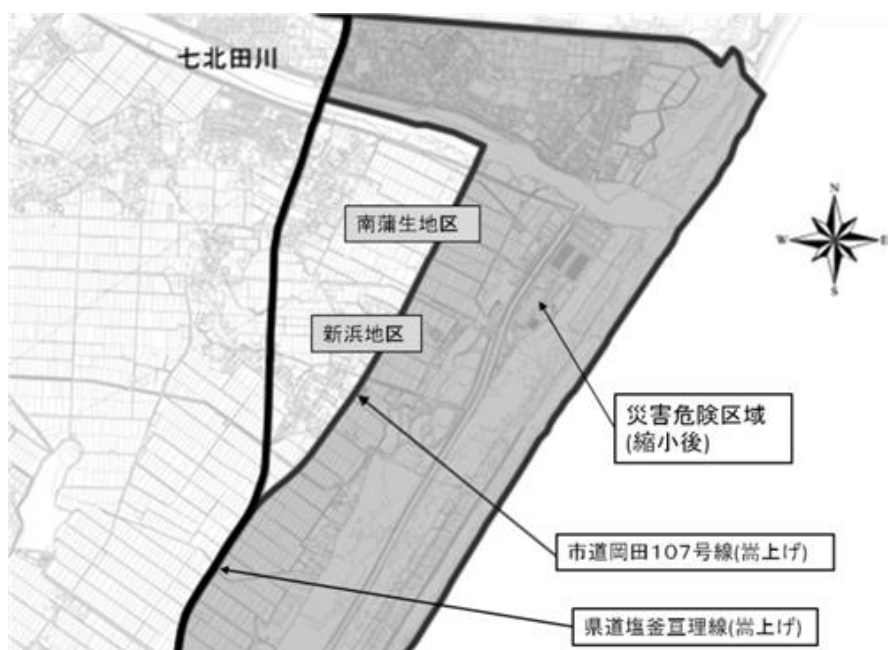 七北田川
南蒲生地区
N
W
E
S
新浜地区
災害危険区域
(縮小後)
市道岡田107号線(嵩上げ)
県道塩釜亘理線(嵩上げ)